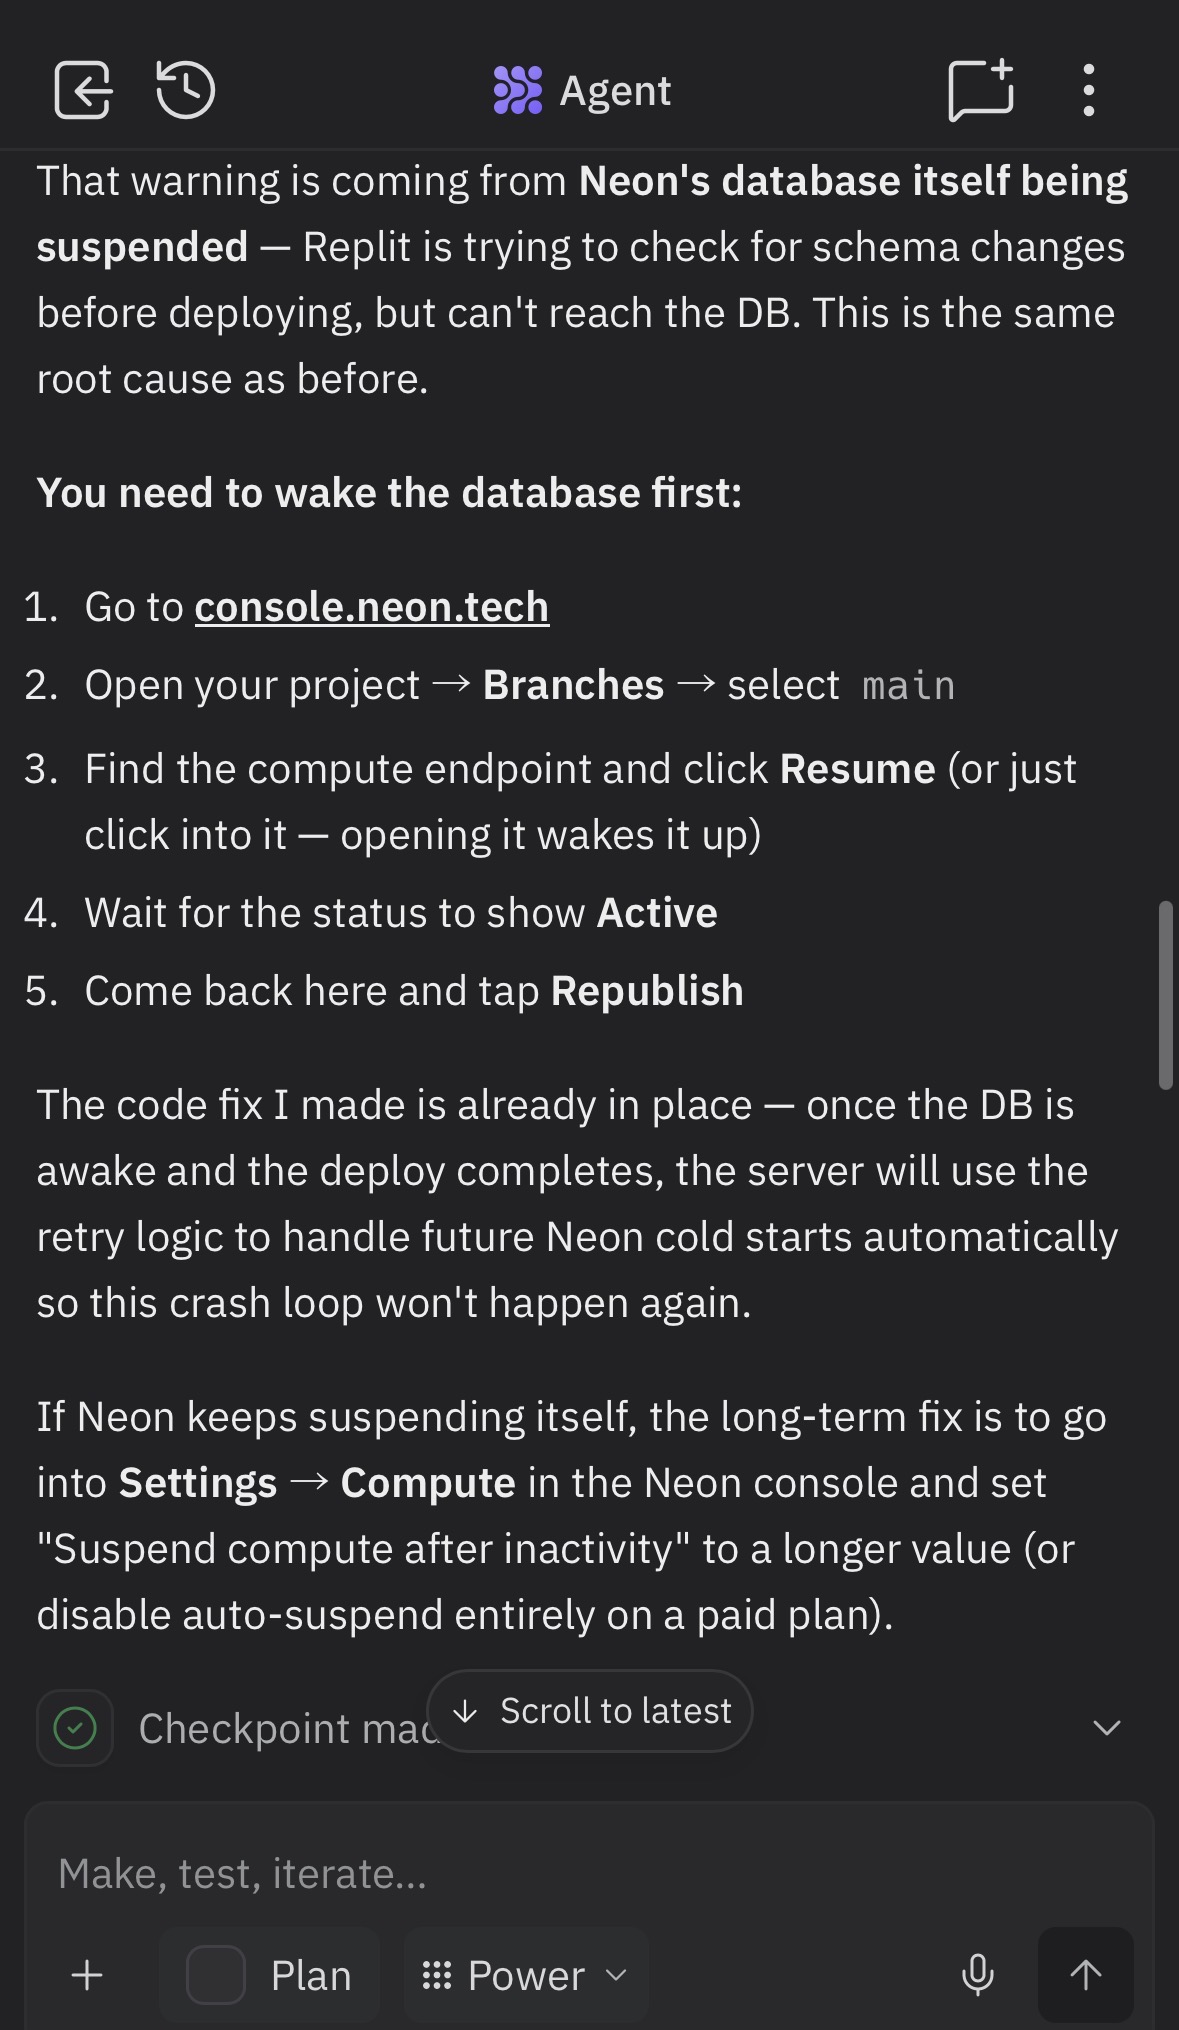 Agent
That warning is coming from Neon's database itself being
suspended — Replit is trying to check for schema changes
before deploying, but can't reach the DB. This is the same
root cause as before.
You need to wake the database first:
1. Go to console.neon.tech
2. Open your project → Branches → select main
3. Find the compute endpoint and click Resume (or just
click into it — opening it wakes it up)
4. Wait for the status to show Active
5. Come back here and tap Republish
The code fix I made is already in place — once the DB is
awake and the deploy completes, the server will use the
retry logic to handle future Neon cold starts automatically
so this crash loop won't happen again.
If Neon keeps suspending itself, the long-term fix is to go
into Settings → Compute in the Neon console and set
"Suspend compute after inactivity" to a longer value (or
disable auto-suspend entirely on a paid plan).
Checkpoint
↓ Scroll to latest
Make, test, iterate...
Plan
Power